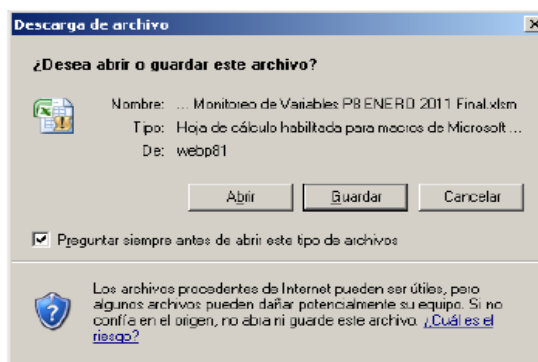 Descarga de archivo
¿Desea abrir o guardar este archivo?
Nombre: ... Monitoreo de Variables P8 ENERO 2011 Final.xlsm
Tipo: Hoja de cálculo habilitada para macros de Microsoft ...
De: webp81
Abrir Guardar Cancelar
Preguntar siempre antes de abrir este tipo de archivos
Los archivos procedentes de Internet pueden ser útiles, pero
algunos archivos pueden dañar potencialmente su equipo. Si no
confía en el origen, no abra ni guarde este archivo. ¿Cuál es el
riesgo?